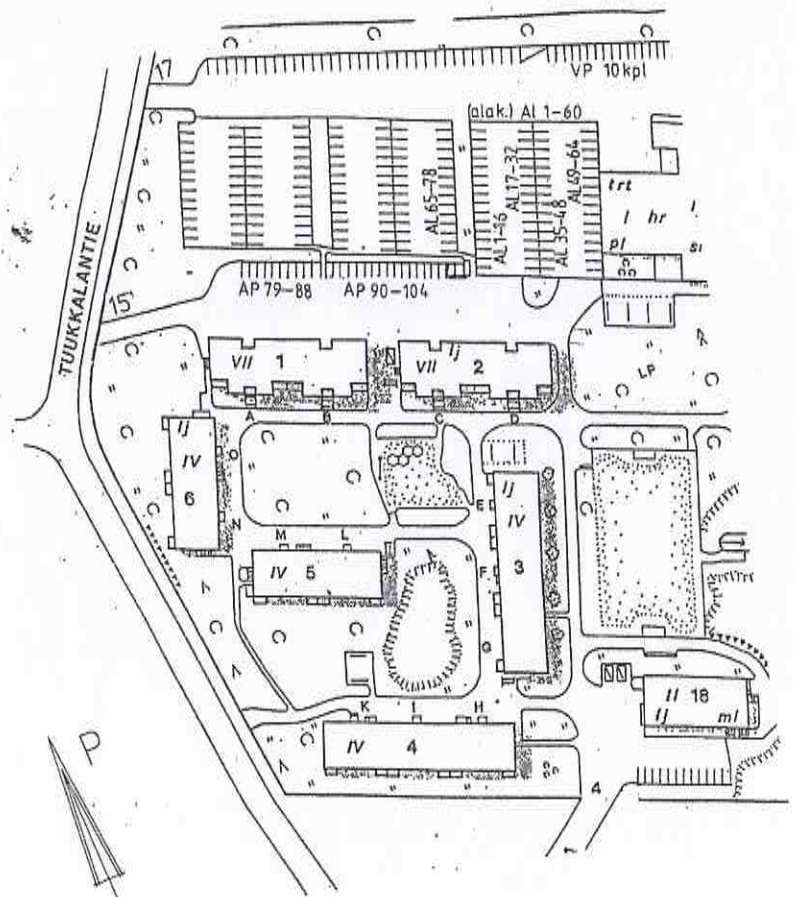 17
VP 10 kpl
(alak.) Al 1-60
AL 65-78
AL 1-16
AL 17-32
AL 35-48
AL 49-64
trt
l hr l
pl sl
TUUKKALANTIE
15
AP 79-88
AP 90-104
LP
VII 1
VII Ij 2
A
B
C
D
Ij
IV
6
O
N
M
L
IV 5
E
Ij
IV
F
3
G
K
I
H
IV 4
II 18
Ij ml
4
P